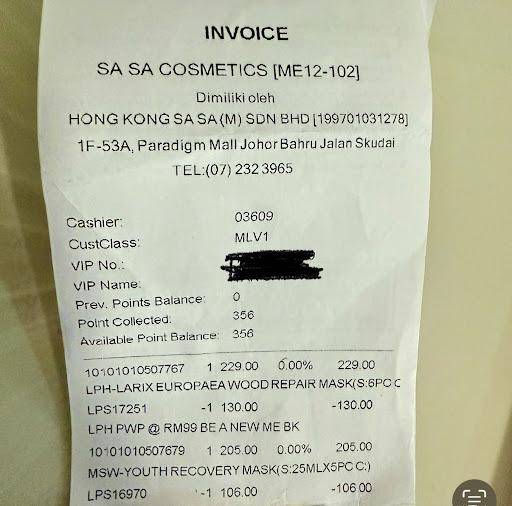 INVOICE
SA SA COSMETICS [ME12-102]
Dimiliki oleh
HONG KONG SA SA (M) SDN BHD [199701031278]
1F-53A, Paradigm Mall Johor Bahru Jalan Skudai
TEL:(07) 232 3965
Cashier: 03609
CustClass: MLV1
VIP No.:
VIP Name:
Prev. Points Balance: 0
Point Collected: 356
Available Point Balance: 356
10101010507767 1 229.00 0.00% 229.00
LPH-LARIX EUROPAEA WOOD REPAIR MASK(S:6PC C
LPS17251 -1 130.00 -130.00
LPH PWP @ RM99 BE A NEW ME BK
10101010507679 1 205.00 0.00% 205.00
MSW-YOUTH RECOVERY MASK(S:25MLX5PC C:)
LPS16970 -1 106.00 -106 00